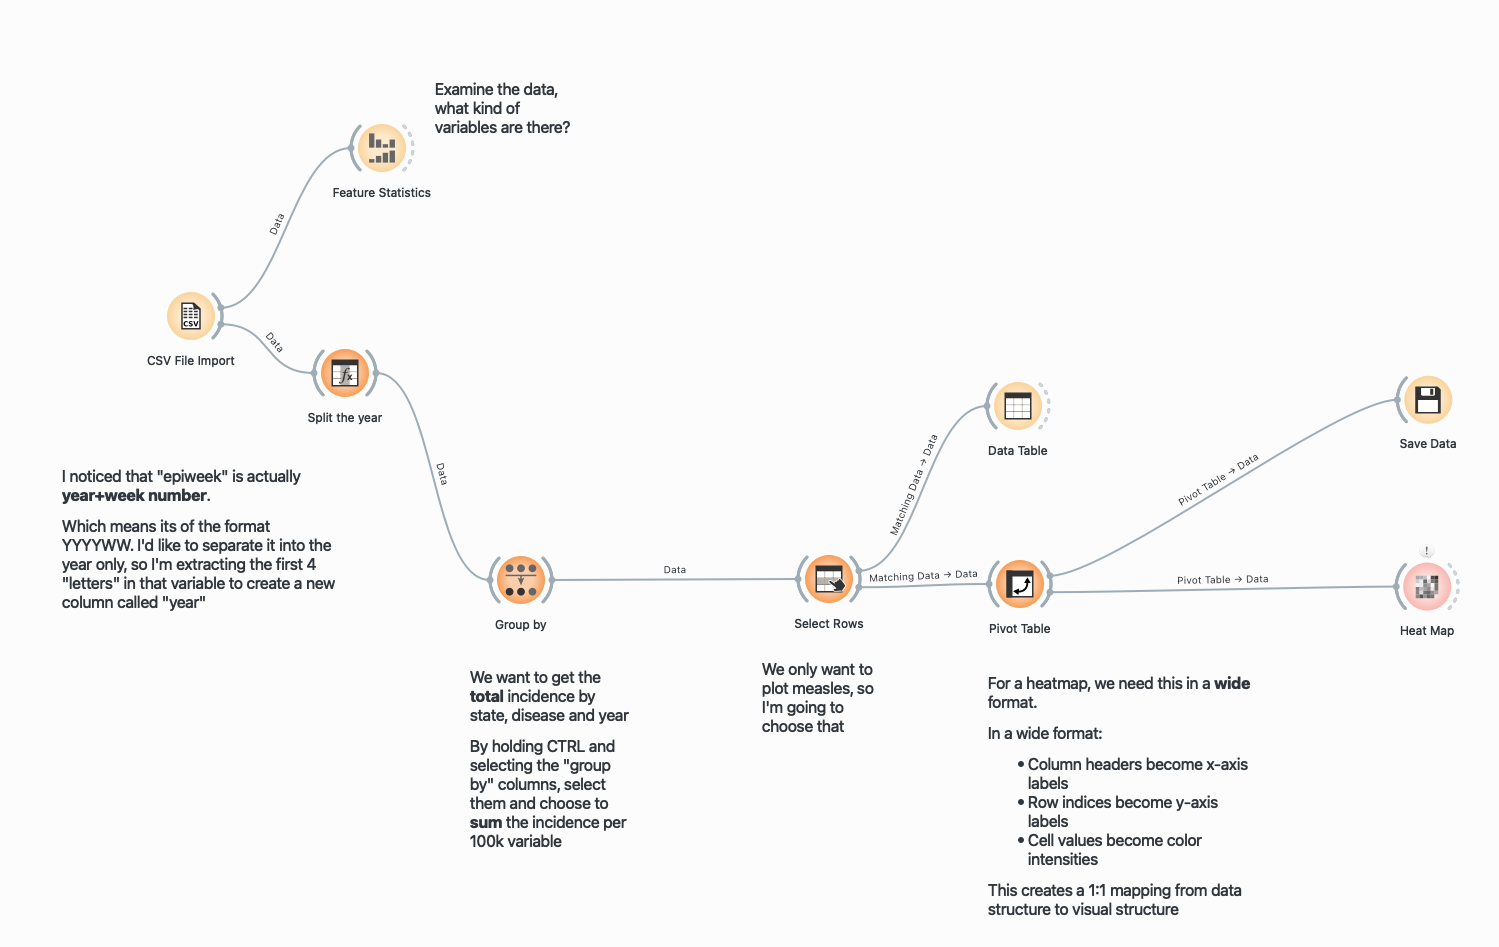 Examine the data,
what kind of
variables are there?
Feature Statistics
Data
CSV
CSV File Import
Data
fx
Split the year
Data
I noticed that "epiweek" is actually
year+week number.
Which means its of the format
YYYYWW. I'd like to separate it into the
year only, so I'm extracting the first 4
"letters" in that variable to create a new
column called "year"
Group by
We want to get the
total incidence by
state, disease and year
By holding CTRL and
selecting the "group
by" columns, select
them and choose to
sum the incidence per
100k variable
Data
Select Rows
We only want to
plot measles, so
I'm going to
choose that
Matching Data → Data
Data Table
Matching Data → Data
Pivot Table
For a heatmap, we need this in a wide
format.
In a wide format:
• Column headers become x-axis
labels
• Row indices become y-axis
labels
• Cell values become color
intensities
This creates a 1:1 mapping from data
structure to visual structure
Pivot Table → Data
Save Data
Pivot Table → Data
!
Heat Map